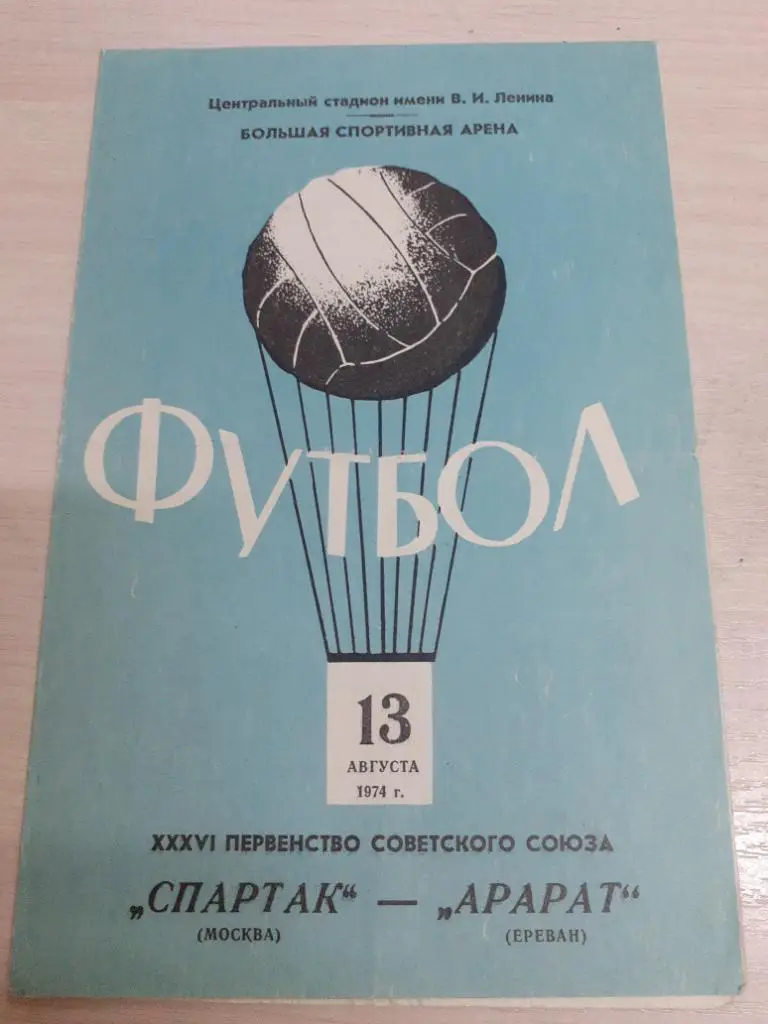 Центральный стадион имени В. И. Ленина
БОЛЬШАЯ СПОРТИВНАЯ АРЕНА
ФУТБОЛ
13
АВГУСТА
1974 г.
XXXVI ПЕРВЕНСТВО СОВЕТСКОГО СОЮЗА
„СПАРТАК“ — „АРАРАТ“
(МОСКВА) (ЕРЕВАН)